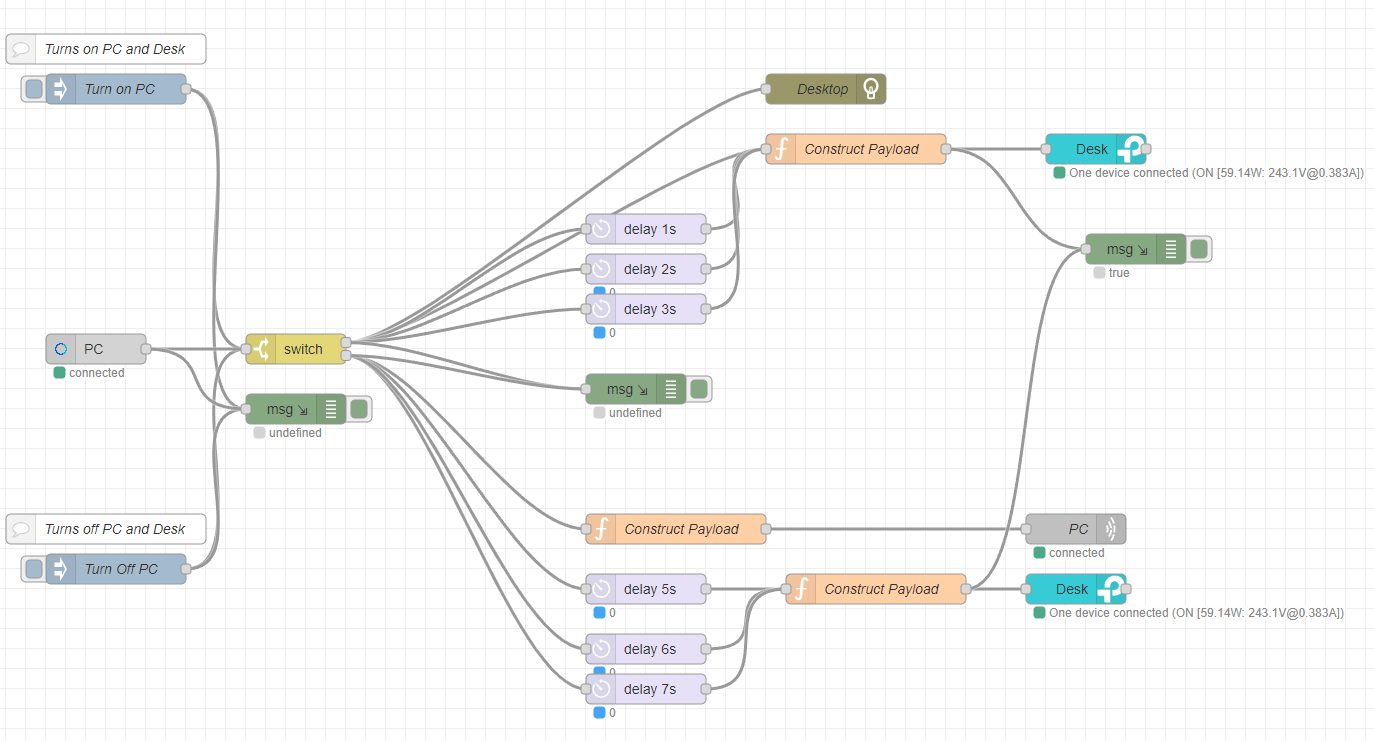 Turns on PC and Desk
Turn on PC
Desktop
Construct Payload
Desk
One device connected (ON [59.14W: 243.1V@0.383A])
delay 1s
msg
true
delay 2s
0
delay 3s
0
PC
connected
switch
msg
undefined
msg
undefined
Turns off PC and Desk
Turn Off PC
Construct Payload
PC
connected
delay 5s
0
Construct Payload
Desk
One device connected (ON [59.14W: 243.1V@0.383A])
delay 6s
0
delay 7s
0